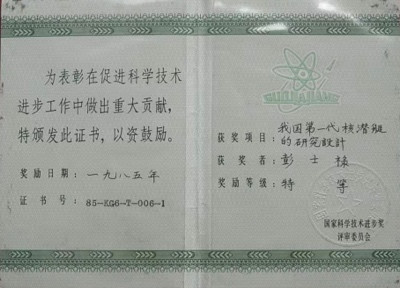 为表彰在促进科学技术
进步工作中做出重大贡献,
特颁发此证书,以资鼓励。
奖励日期:一九八五年
证书号:85-KG6-T-006-1
获奖项目:我国第一代核潜艇
的研究設計
获奖者:彭士禄
奖励等级:特等
国家科学技术进步奖
评审委员会